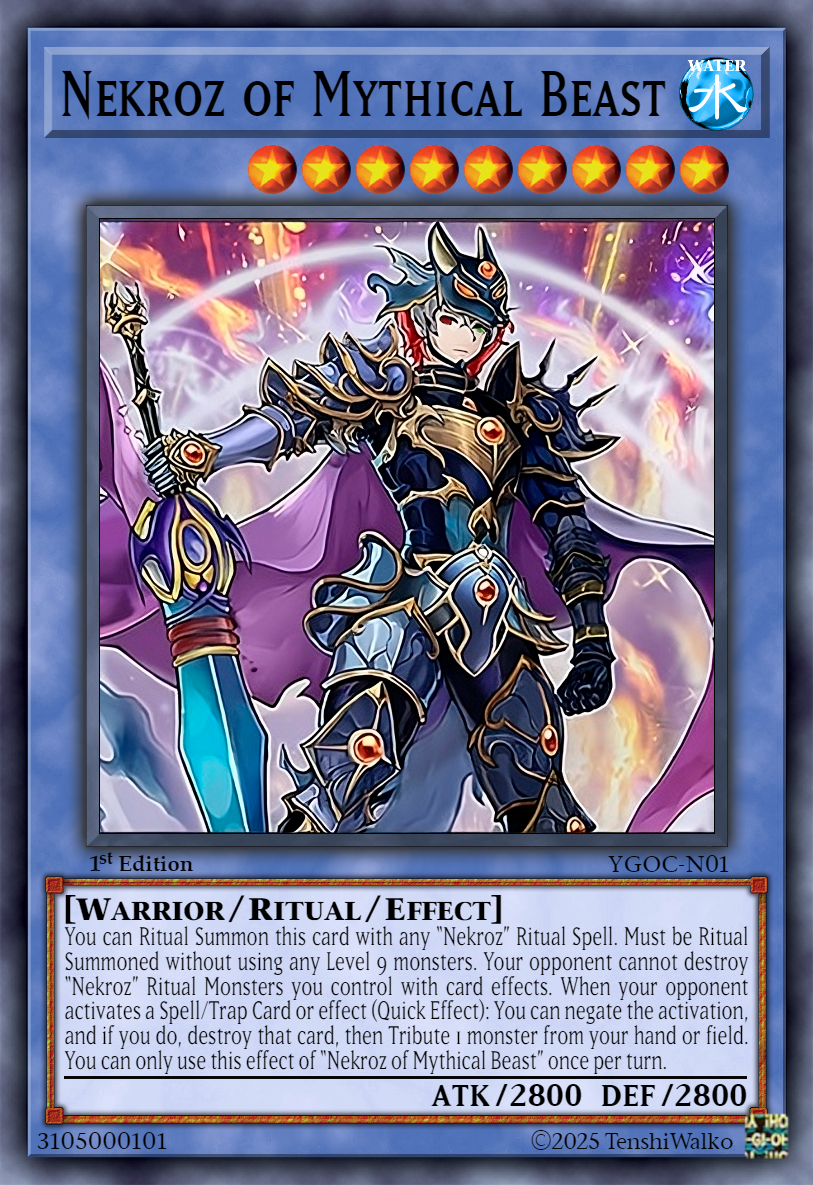 Nekroz of Mythical Beast
WATER
水
1st Edition
YGOC-N01
[Warrior/Ritual/Effect]
You can Ritual Summon this card with any "Nekroz" Ritual Spell. Must be Ritual
Summoned without using any Level 9 monsters. Your opponent cannot destroy
"Nekroz" Ritual Monsters you control with card effects. When your opponent
activates a Spell/Trap Card or effect (Quick Effect): You can negate the activation,
and if you do, destroy that card, then Tribute 1 monster from your hand or field.
You can only use this effect of "Nekroz of Mythical Beast" once per turn.
ATK/2800 DEF/2800
3105000101
©2025 TenshiWalko